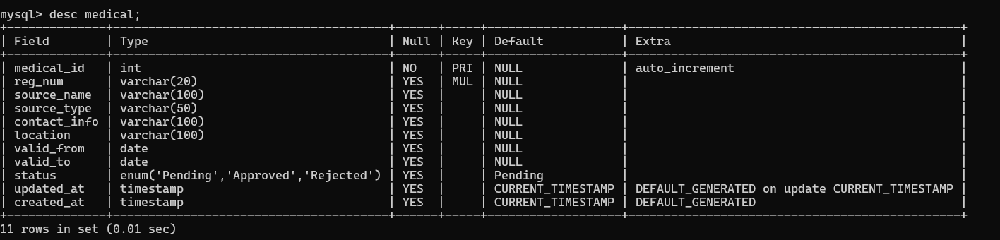 mysql> desc medical;
+--------------+---------------------------------------+------+-----+-------------------+-----------------------------------------------+
| Field        | Type                                  | Null | Key | Default           | Extra                                         |
+--------------+---------------------------------------+------+-----+-------------------+-----------------------------------------------+
| medical_id   | int                                   | NO   | PRI | NULL              | auto_increment                                |
| reg_num      | varchar(20)                           | YES  | MUL | NULL              |                                               |
| source_name  | varchar(100)                          | YES  |     | NULL              |                                               |
| source_type  | varchar(50)                           | YES  |     | NULL              |                                               |
| contact_info | varchar(100)                          | YES  |     | NULL              |                                               |
| location     | varchar(100)                          | YES  |     | NULL              |                                               |
| valid_from   | date                                  | YES  |     | NULL              |                                               |
| valid_to     | date                                  | YES  |     | NULL              |                                               |
| status       | enum('Pending','Approved','Rejected') | YES  |     | Pending           |                                               |
| updated_at   | timestamp                             | YES  |     | CURRENT_TIMESTAMP | DEFAULT_GENERATED on update CURRENT_TIMESTAMP |
| created_at   | timestamp                             | YES  |     | CURRENT_TIMESTAMP | DEFAULT_GENERATED                             |
+--------------+---------------------------------------+------+-----+-------------------+-----------------------------------------------+
11 rows in set (0.01 sec)